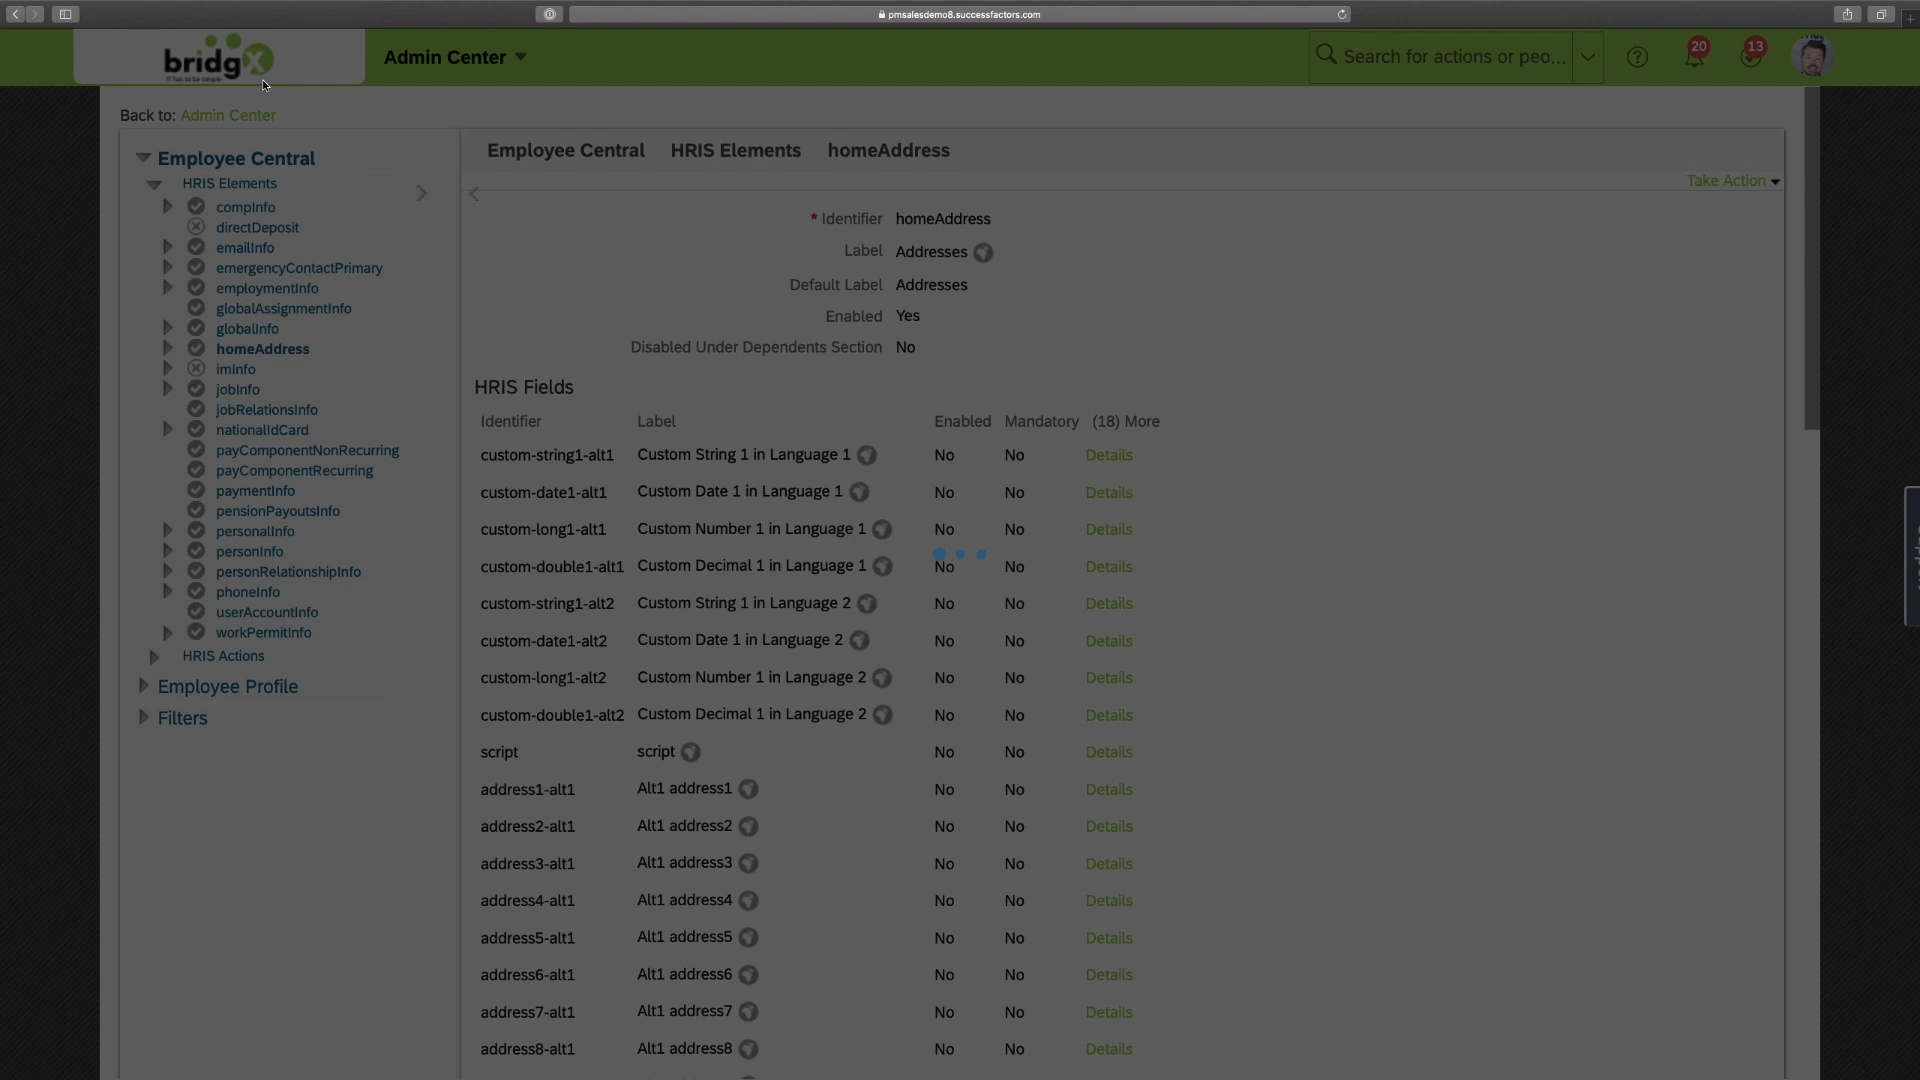 pmsalesdemo8.successfactors.com
bridgX
IT has to be simple
Admin Center
Search for actions or peo...
20
13
Back to: Admin Center
Employee Central
HRIS Elements
compInfo
directDeposit
emailInfo
emergencyContactPrimary
employmentInfo
globalAssignmentInfo
globalInfo
homeAddress
imInfo
jobInfo
jobRelationsInfo
nationalIdCard
payComponentNonRecurring
payComponentRecurring
paymentInfo
pensionPayoutsInfo
personalInfo
personInfo
personRelationshipInfo
phoneInfo
userAccountInfo
workPermitInfo
HRIS Actions
Employee Profile
Filters
Employee Central HRIS Elements homeAddress
Take Action
* Identifier homeAddress
Label Addresses
Default Label Addresses
Enabled Yes
Disabled Under Dependents Section No
HRIS Fields
Identifier Label Enabled Mandatory (18) More
custom-string1-alt1 Custom String 1 in Language 1 No No Details
custom-date1-alt1 Custom Date 1 in Language 1 No No Details
custom-long1-alt1 Custom Number 1 in Language 1 No No Details
custom-double1-alt1 Custom Decimal 1 in Language 1 No No Details
custom-string1-alt2 Custom String 1 in Language 2 No No Details
custom-date1-alt2 Custom Date 1 in Language 2 No No Details
custom-long1-alt2 Custom Number 1 in Language 2 No No Details
custom-double1-alt2 Custom Decimal 1 in Language 2 No No Details
script script No No Details
address1-alt1 Alt1 address1 No No Details
address2-alt1 Alt1 address2 No No Details
address3-alt1 Alt1 address3 No No Details
address4-alt1 Alt1 address4 No No Details
address5-alt1 Alt1 address5 No No Details
address6-alt1 Alt1 address6 No No Details
address7-alt1 Alt1 address7 No No Details
address8-alt1 Alt1 address8 No No Details